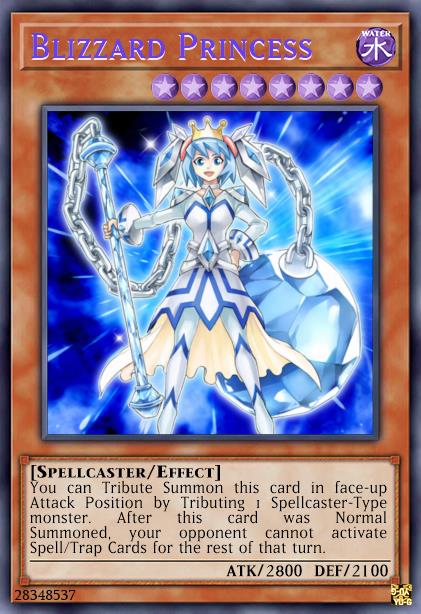 Blizzard Princess
WATER
水
[Spellcaster/Effect]
You can Tribute Summon this card in face-up
Attack Position by Tributing 1 Spellcaster-Type
monster. After this card was Normal
Summoned, your opponent cannot activate
Spell/Trap Cards for the rest of that turn.
ATK/2800 DEF/2100
28348537